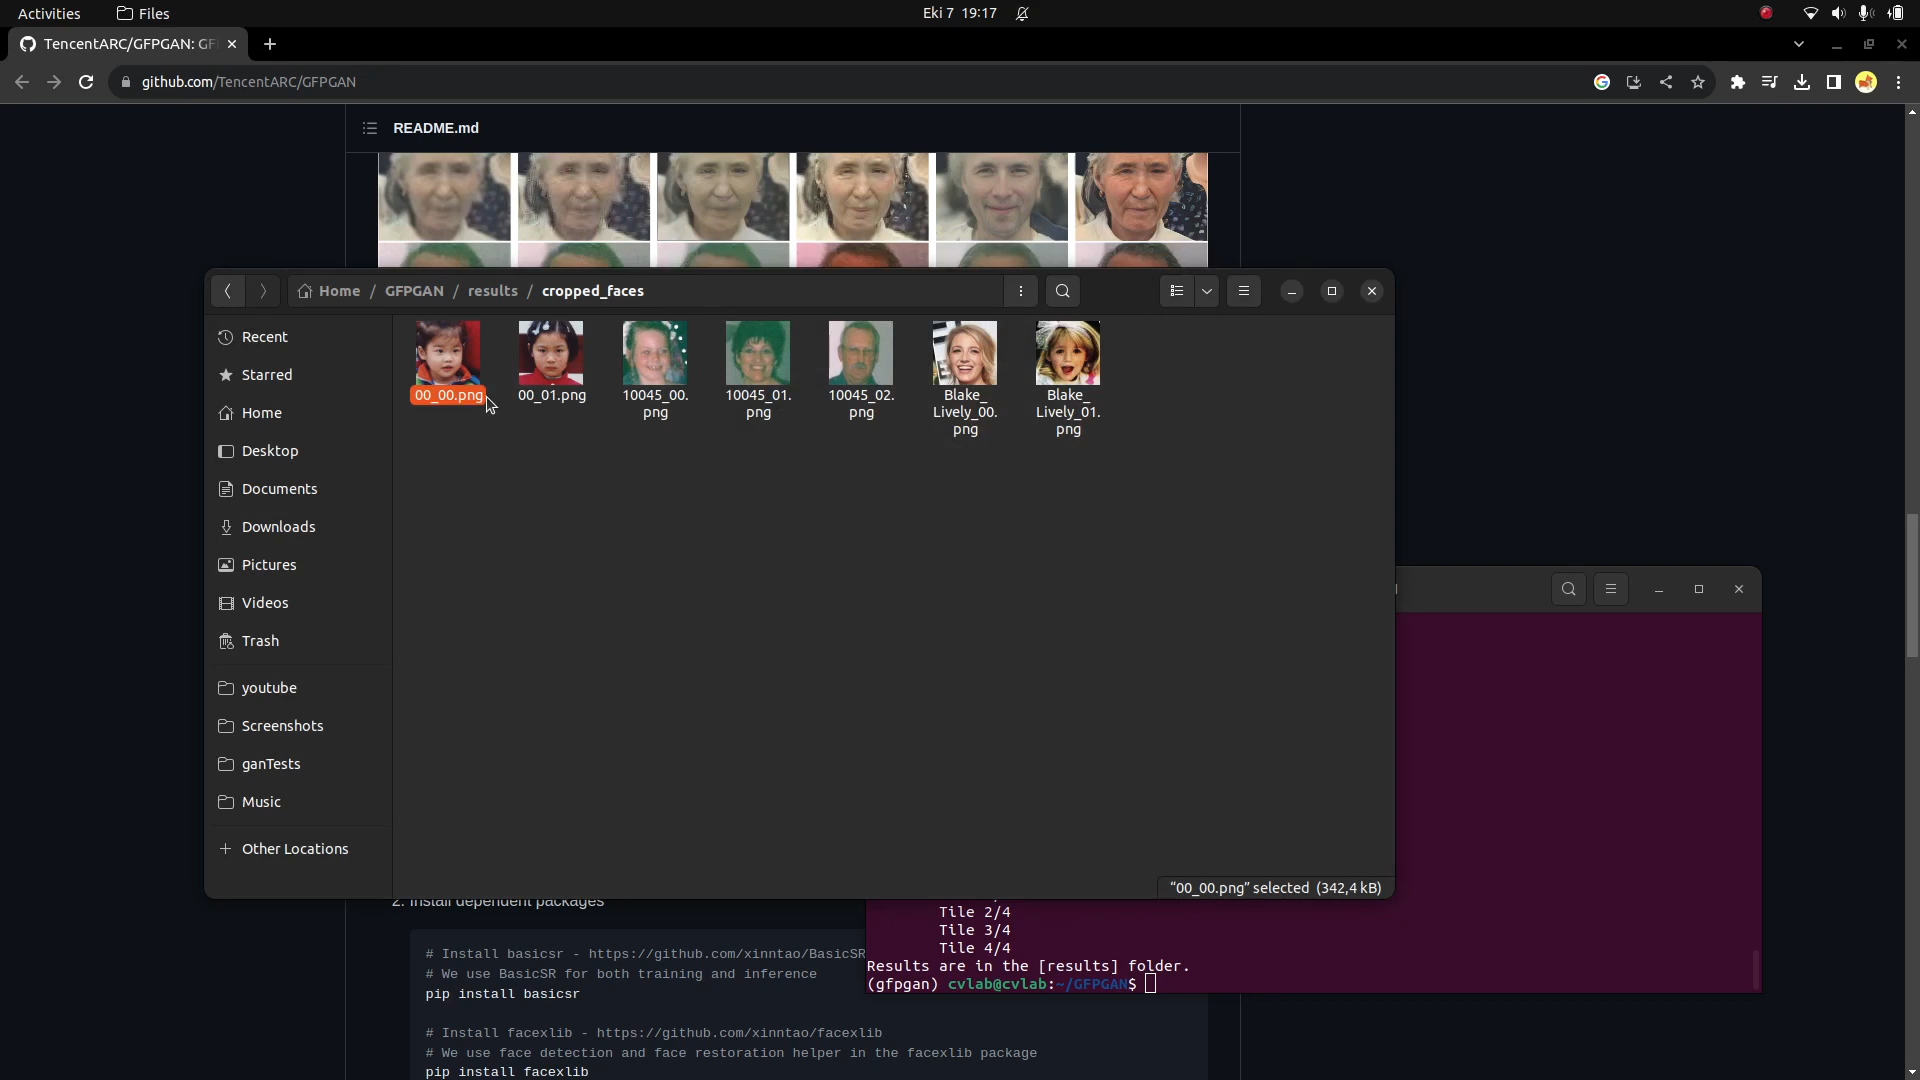 Activities
Files
Eki 7 19:17
TencentARC/GFPGAN: GF
github.com/TencentARC/GFPGAN
README.md
Home / GFPGAN / results / cropped_faces
Recent
Starred
Home
Desktop
Documents
Downloads
Pictures
Videos
Trash
youtube
Screenshots
ganTests
Music
+ Other Locations
00_00.png
00_01.png
10045_00.
png
10045_01.
png
10045_02.
png
Blake_
Lively_00.
png
Blake_
Lively_01.
png
“00_00.png” selected (342,4 kB)
2. Install dependent packages
# Install basicsr - https://github.com/xinntao/BasicSR
# We use BasicSR for both training and inference
pip install basicsr
# Install facexlib - https://github.com/xinntao/facexlib
# We use face detection and face restoration helper in the facexlib package
pip install facexlib
Tile 2/4
Tile 3/4
Tile 4/4
Results are in the [results] folder.
(gfpgan) cvlab@cvlab:~/GFPGAN$